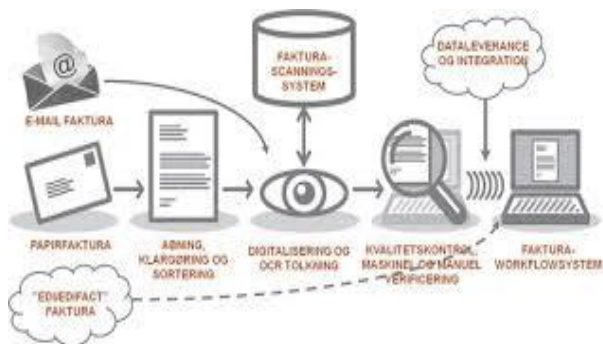 FAKTURA-
SCANNINGS-
SYSTEM
DATALEVERANCE
OG INTEGRATION
@
E-MAIL FAKTURA
PAPIRFAKTURA
ÅBNING,
KLARGØRING OG
SORTERING
DIGITALISERING OG
OCR TOLKNING
KVALITETSKONTROL,
MASKINEL OG MANUEL
VERIFICERING
FAKTURA-
WORKFLOWSYSTEM
"EDI/EDIFACT"
FAKTURA